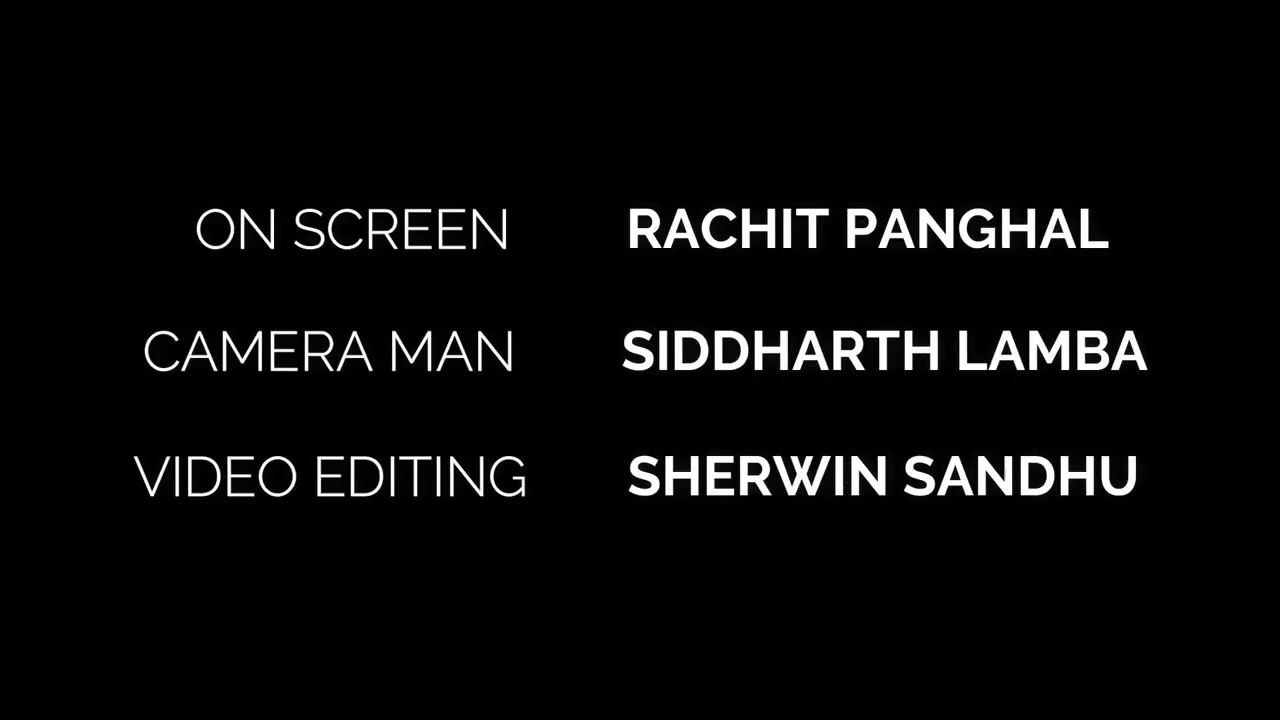 ON SCREEN RACHIT PANGHAL
CAMERA MAN SIDDHARTH LAMBA
VIDEO EDITING SHERWIN SANDHU